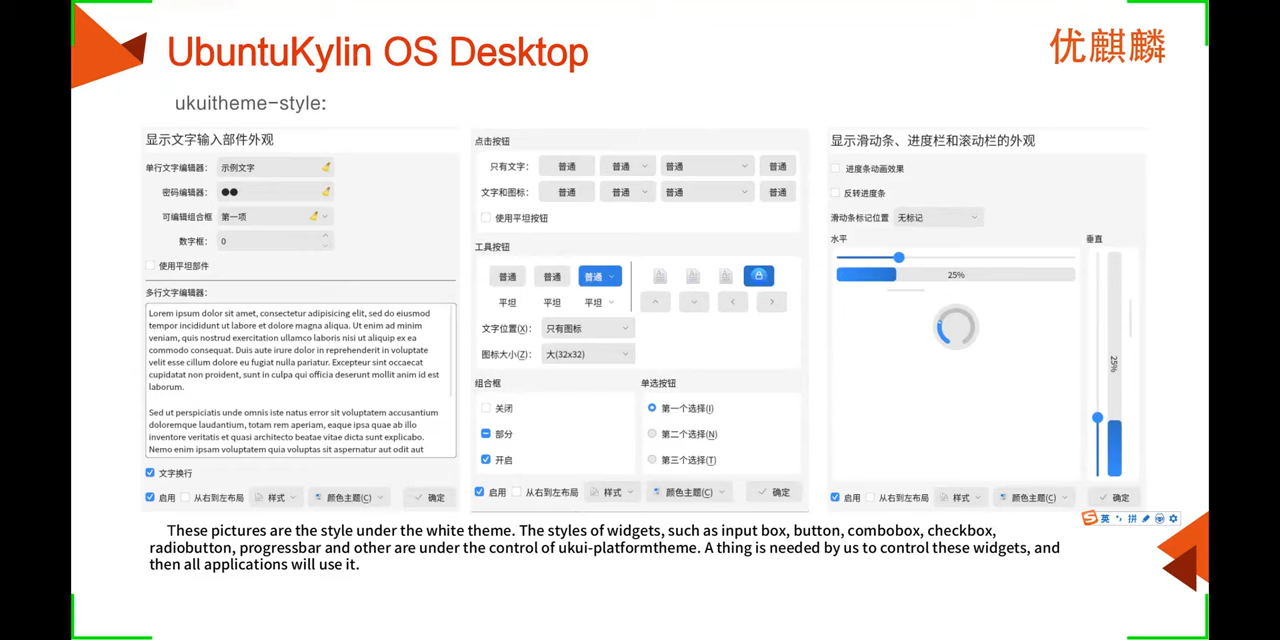 UbuntuKylin OS Desktop
优麒麟
ukuitheme-style:
显示文字输入部件外观
单行文字编辑器: 示例文字
密码编辑器:
可编辑组合框 第一项
数字框: 0
使用平坦部件
多行文字编辑器:
Lorem ipsum dolor sit amet, consectetur adipisicing elit, sed do eiusmod
tempor incididunt ut labore et dolore magna aliqua. Ut enim ad minim
veniam, quis nostrud exercitation ullamco laboris nisi ut aliquip ex ea
commodo consequat. Duis aute irure dolor in reprehenderit in voluptate
velit esse cillum dolore eu fugiat nulla pariatur. Excepteur sint occaecat
cupidatat non proident, sunt in culpa qui officia deserunt mollit anim id est
laborum.
Sed ut perspiciatis unde omnis iste natus error sit voluptatem accusantium
doloremque laudantium, totam rem aperiam, eaque ipsa quae ab illo
inventore veritatis et quasi architecto beatae vitae dicta sunt explicabo.
Nemo enim ipsam voluptatem quia voluptas sit aspernatur aut odit aut
文字换行
启用 从右到左布局 样式 颜色主题(C) 确定
点击按钮
只有文字: 普通 普通 普通 普通
文字和图标: 普通 普通 普通 普通
使用平坦按钮
工具按钮
普通 普通 普通
平坦 平坦 平坦
文字位置(X): 只有图标
图标大小(Z): 大(32x32)
组合框 单选按钮
关闭 第一个选择(I)
部分 第二个选择(N)
开启 第三个选择(T)
启用 从右到左布局 样式 颜色主题(C) 确定
显示滑动条、进度栏和滚动栏的外观
进度条动画效果
反转进度条
滑动条标记位置 无标记
水平 垂直
25%
25%
启用 从右到左布局 样式 颜色主题(C) 确定
S 英 拼
These pictures are the style under the white theme. The styles of widgets, such as input box, button, combobox, checkbox,
radiobutton, progressbar and other are under the control of ukui-platformtheme. A thing is needed by us to control these widgets, and
then all applications will use it.